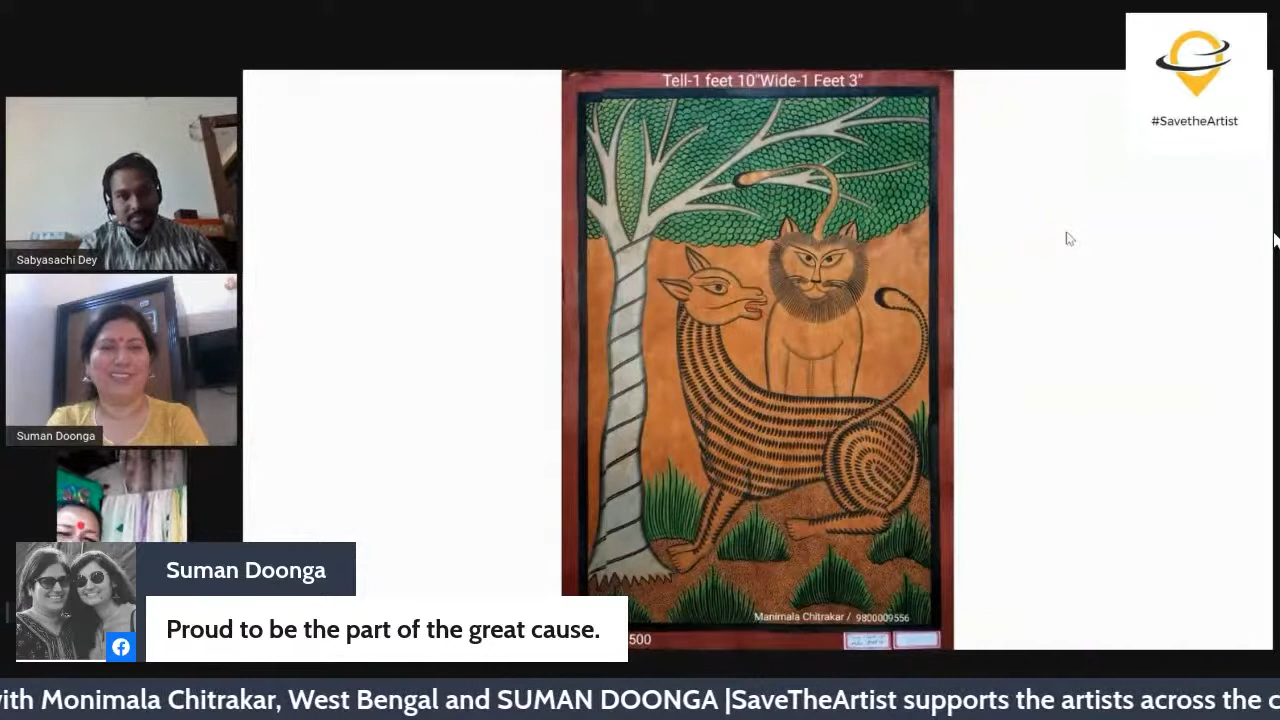 Tell-1 feet 10"Wide-1 Feet 3"
#SavetheArtist
Sabyasachi Dey
Suman Doonga
Manimala Chitrakar / 9800009556
500
Suman Doonga
Proud to be the part of the great cause.
with Monimala Chitrakar, West Bengal and SUMAN DOONGA |SaveTheArtist supports the artists across the